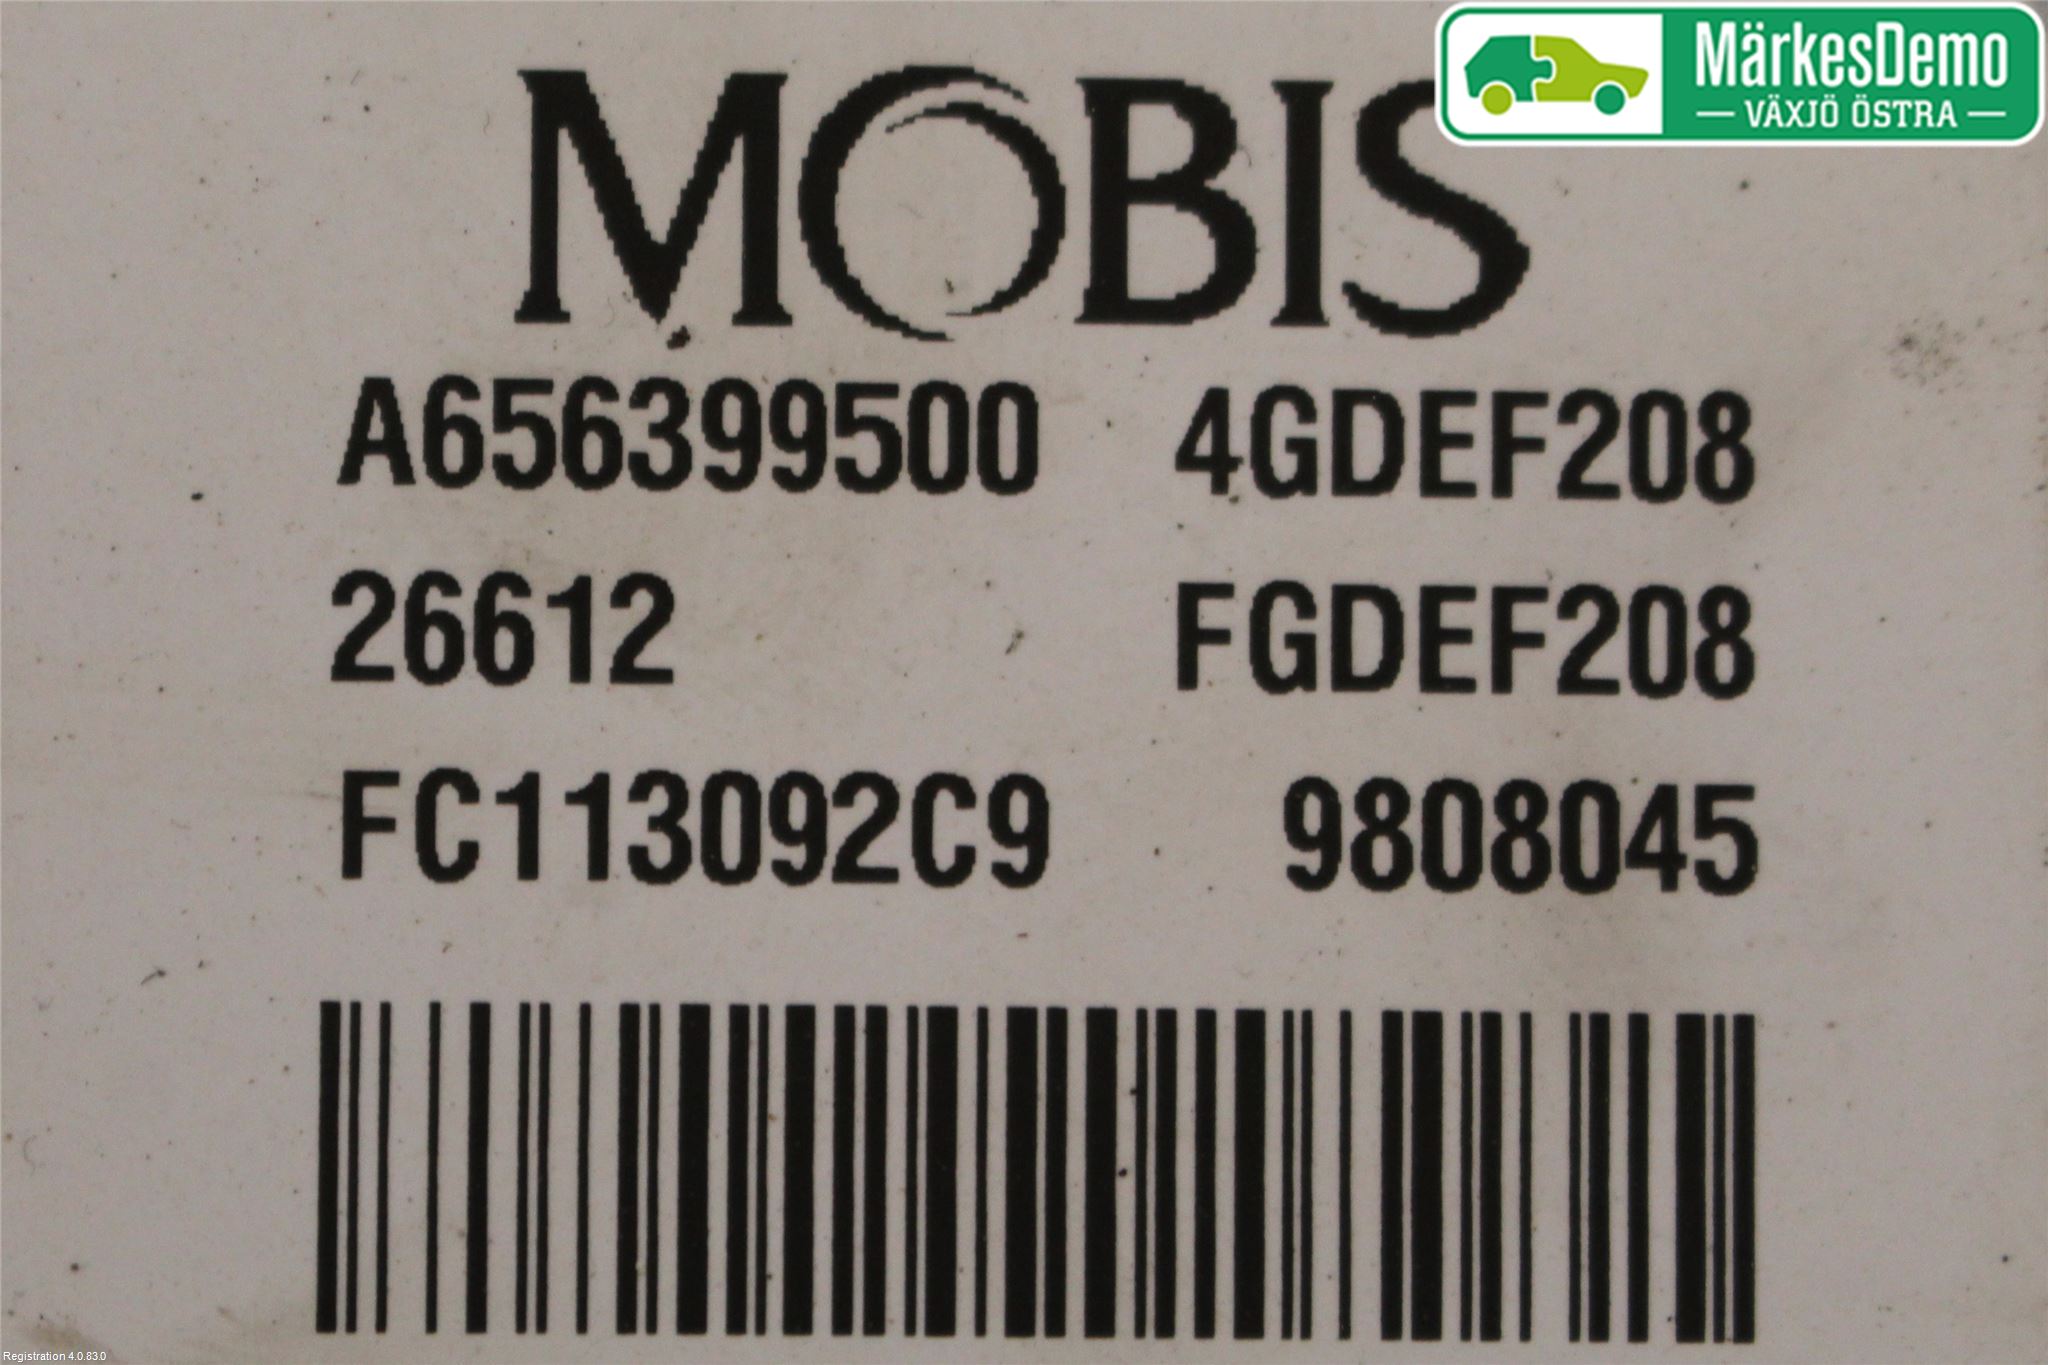 MärkesDemo
VÄXJÖ ÖSTRA
MOBIS
A656399500 4GDEF208
26612 FGDEF208
FC113092C9 9808045
Registration 4.0.83.0